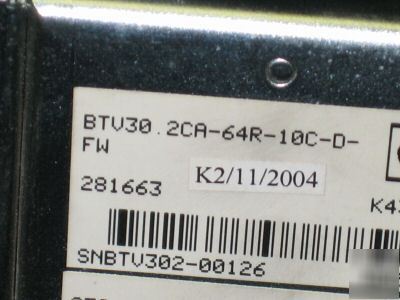 BTV30.2CA-64R-10C-D-
FW
281663
K2/11/2004
SNBTV302-00126